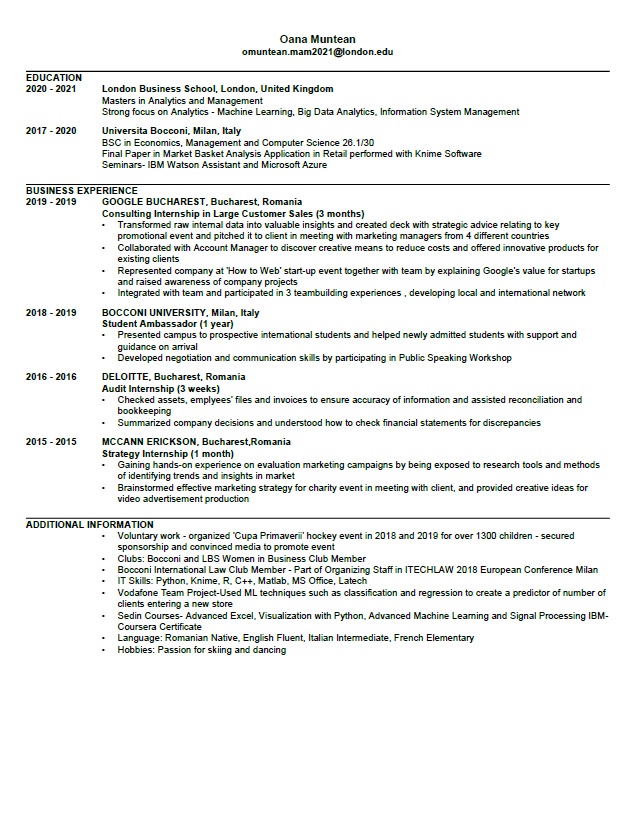 Oana Muntean
omuntean.mam2021@london.edu
EDUCATION
2020 - 2021 London Business School, London, United Kingdom
Masters in Analytics and Management
Strong focus on Analytics - Machine Learning, Big Data Analytics, Information System Management
2017 - 2020 Universita Bocconi, Milan, Italy
BSC in Economics, Management and Computer Science 26.1/30
Final Paper in Market Basket Analysis Application in Retail performed with Knime Software
Seminars- IBM Watson Assistant and Microsoft Azure
BUSINESS EXPERIENCE
2019 - 2019 GOOGLE BUCHAREST, Bucharest, Romania
Consulting Internship in Large Customer Sales (3 months)
• Transformed raw internal data into valuable insights and created deck with strategic advice relating to key
promotional event and pitched it to client in meeting with marketing managers from 4 different countries
• Collaborated with Account Manager to discover creative means to reduce costs and offered innovative products for
existing clients
• Represented company at 'How to Web' start-up event together with team by explaining Google's value for startups
and raised awareness of company projects
• Integrated with team and participated in 3 teambuilding experiences , developing local and international network
2018 - 2019 BOCCONI UNIVERSITY, Milan, Italy
Student Ambassador (1 year)
• Presented campus to prospective international students and helped newly admitted students with support and
guidance on arrival
• Developed negotiation and communication skills by participating in Public Speaking Workshop
2016 - 2016 DELOITTE, Bucharest, Romania
Audit Internship (3 weeks)
• Checked assets, emplyees' files and invoices to ensure accuracy of information and assisted reconciliation and
bookkeeping
• Summarized company decisions and understood how to check financial statements for discrepancies
2015 - 2015 MCCANN ERICKSON, Bucharest,Romania
Strategy Internship (1 month)
• Gaining hands-on experience on evaluation marketing campaigns by being exposed to research tools and methods
of identifying trends and insights in market
• Brainstormed effective marketing strategy for charity event in meeting with client, and provided creative ideas for
video advertisement production
ADDITIONAL INFORMATION
• Voluntary work - organized 'Cupa Primaverii' hockey event in 2018 and 2019 for over 1300 children - secured
sponsorship and convinced media to promote event
• Clubs: Bocconi and LBS Women in Business Club Member
• Bocconi International Law Club Member - Part of Organizing Staff in ITECHLAW 2018 European Conference Milan
• IT Skills: Python, Knime, R, C++, Matlab, MS Office, Latech
• Vodafone Team Project-Used ML techniques such as classification and regression to create a predictor of number of
clients entering a new store
• Sedin Courses- Advanced Excel, Visualization with Python, Advanced Machine Learning and Signal Processing IBM-
Coursera Certificate
• Language: Romanian Native, English Fluent, Italian Intermediate, French Elementary
• Hobbies: Passion for skiing and dancing